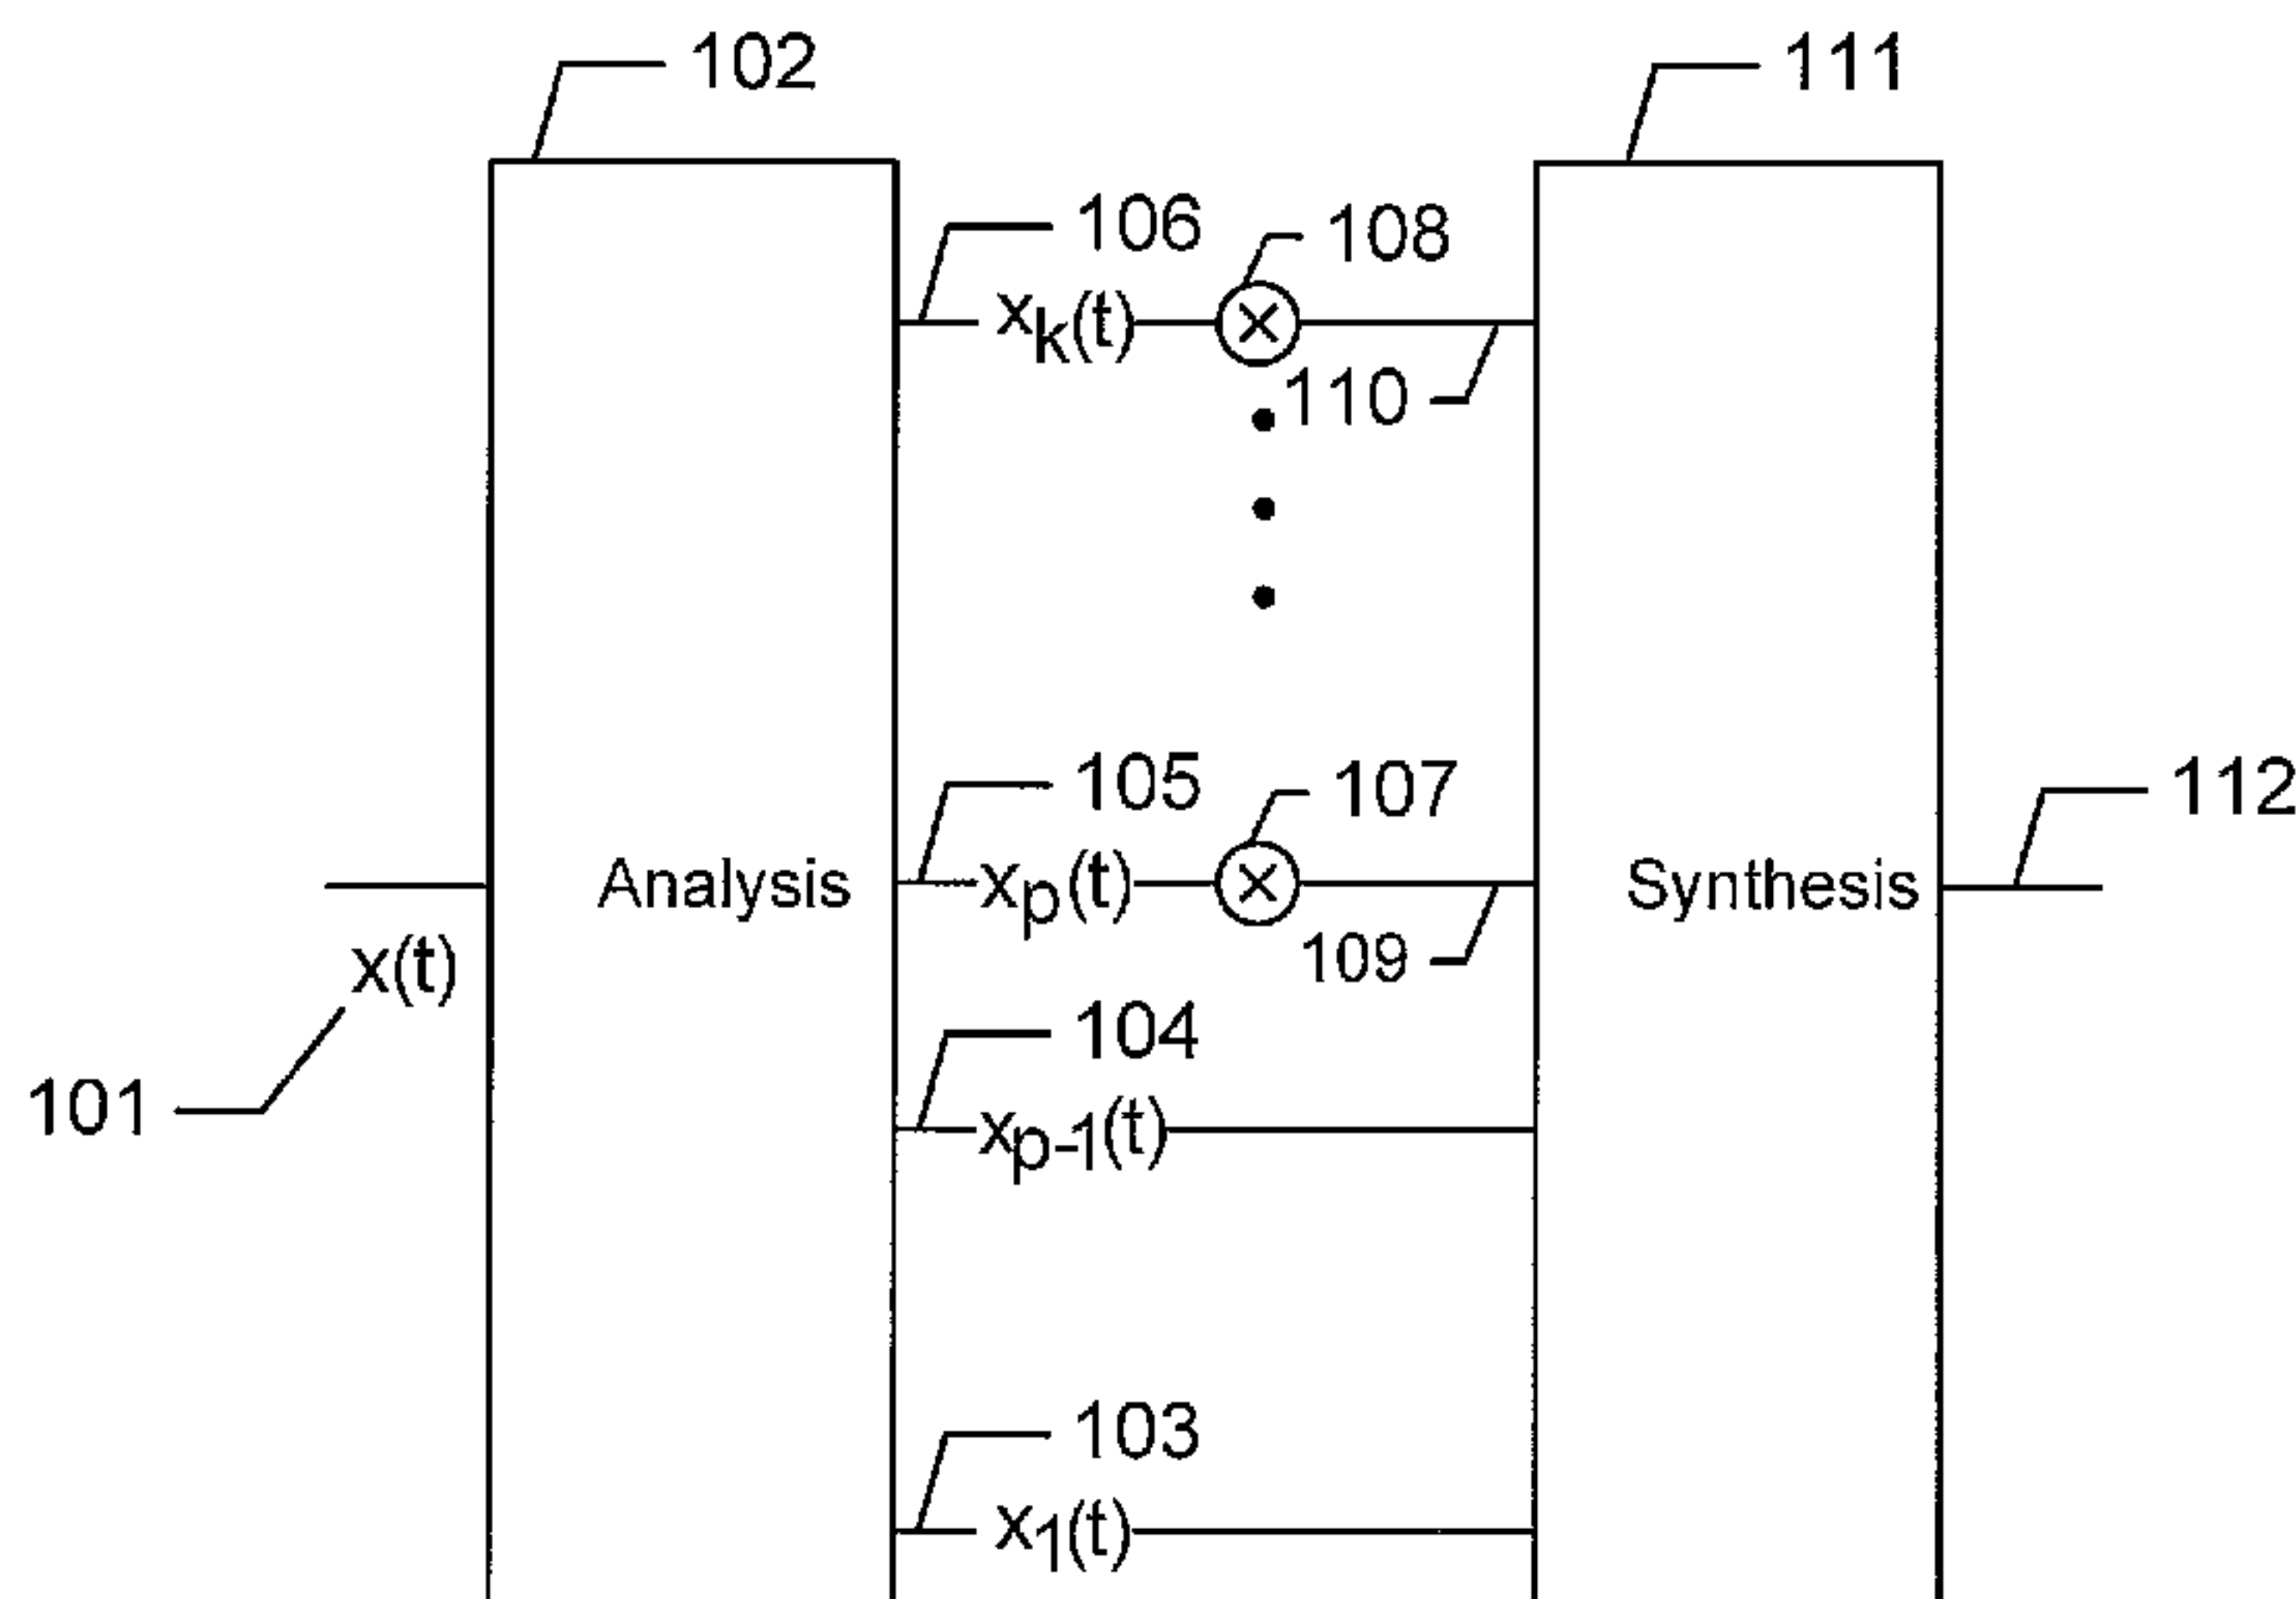 102
111
106
108
xk(t)
110
105
107
112
Analysis
xp(t)
Synthesis
109
x(t)
104
101
xp-1(t)
103
x1(t)